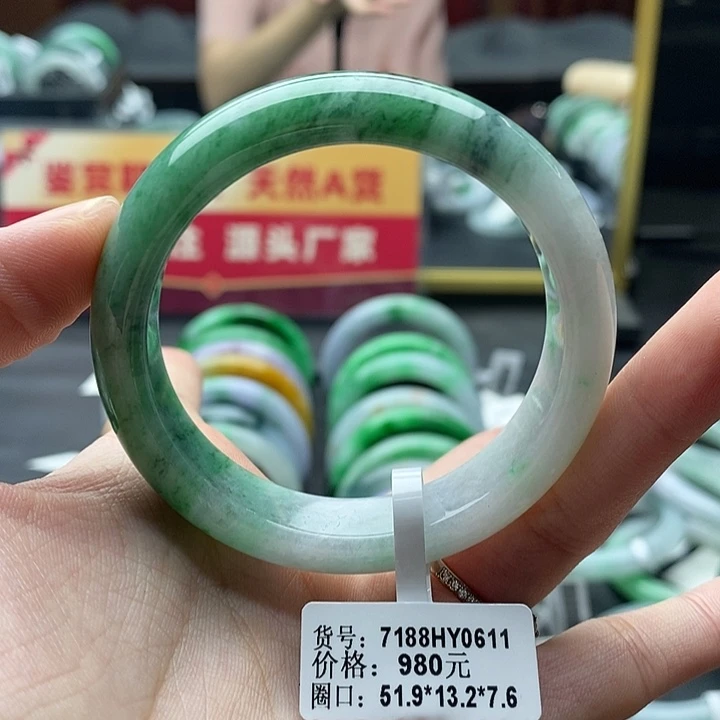 天然A货
源头厂家
货号：7188HY0611
价格：980元
圈口：51.9*13.2*7.6